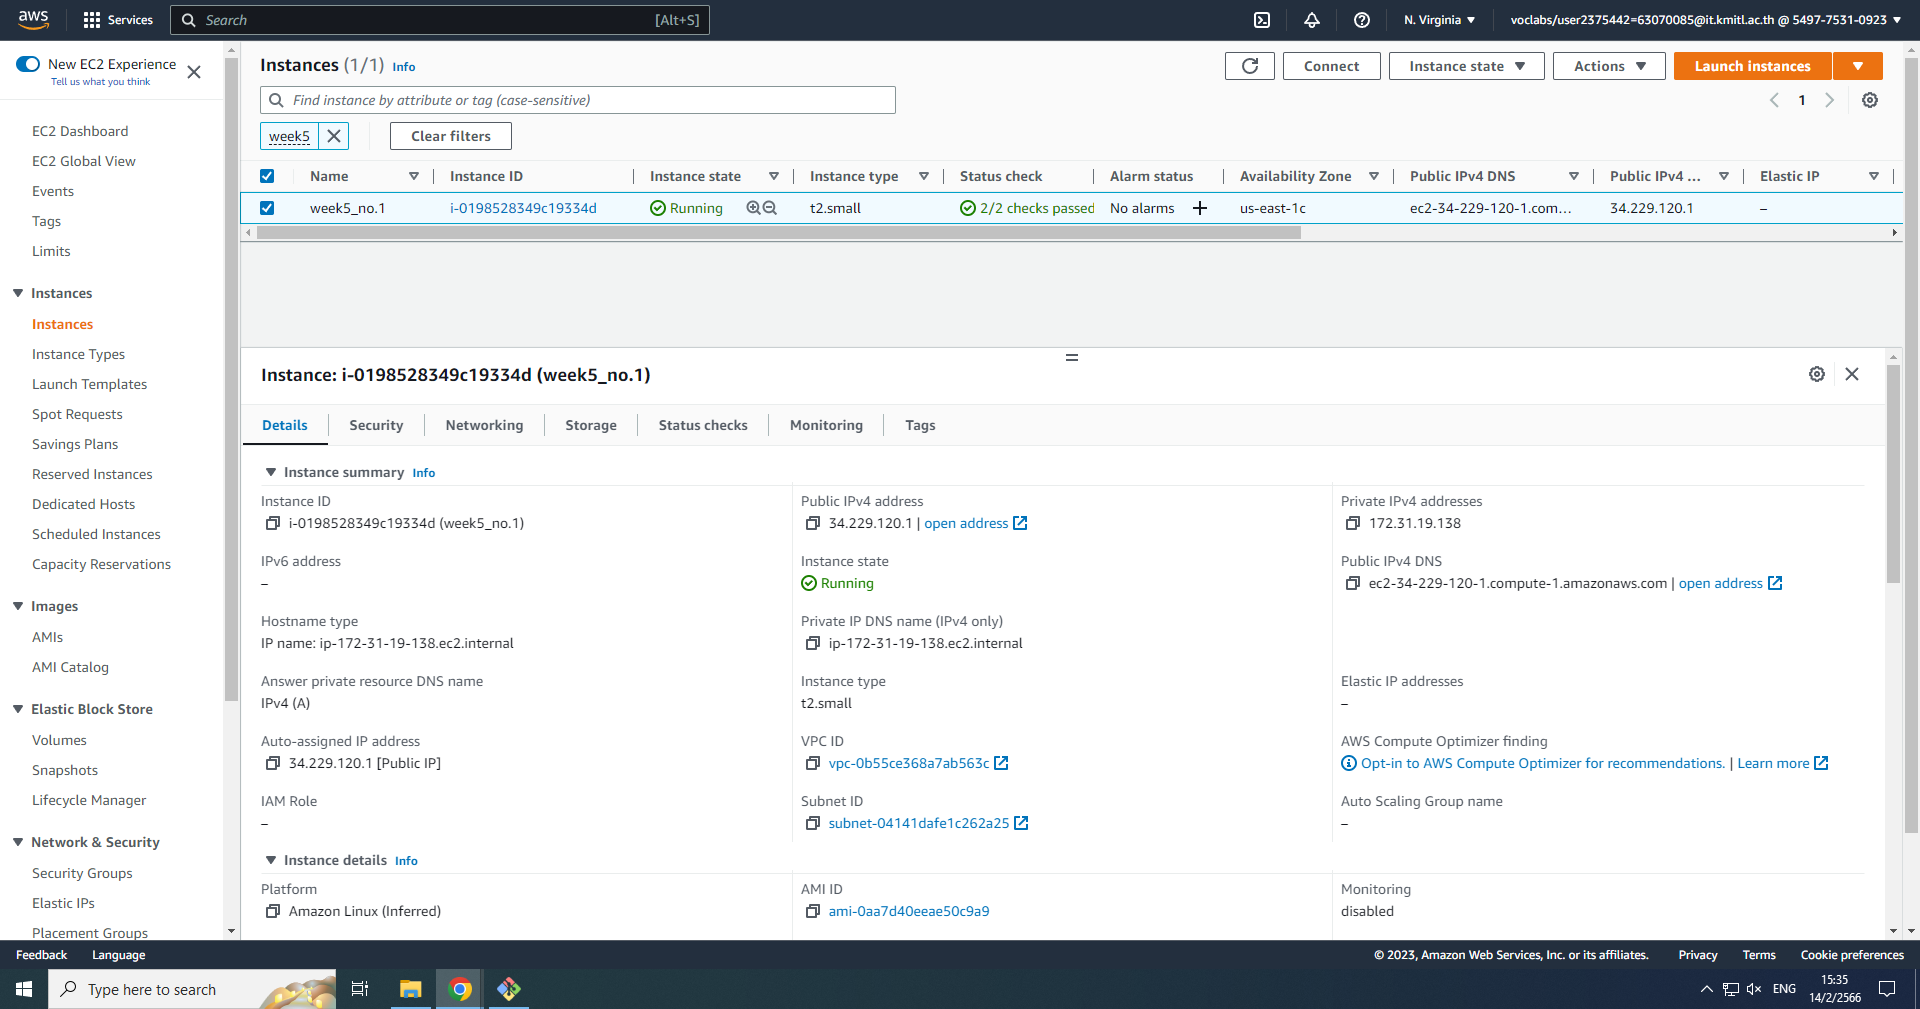 aws
Services
Search
[Alt+S]
N. Virginia
voclabs/user2375442=63070085@it.kmitl.ac.th @ 5497-7531-0923
New EC2 Experience
Tell us what you think
EC2 Dashboard
EC2 Global View
Events
Tags
Limits
Instances
Instances
Instance Types
Launch Templates
Spot Requests
Savings Plans
Reserved Instances
Dedicated Hosts
Scheduled Instances
Capacity Reservations
Images
AMIs
AMI Catalog
Elastic Block Store
Volumes
Snapshots
Lifecycle Manager
Network & Security
Security Groups
Elastic IPs
Placement Groups
Instances (1/1) Info
Connect
Instance state
Actions
Launch instances
Find instance by attribute or tag (case-sensitive)
1
week5
Clear filters
Name Instance ID Instance state Instance type Status check Alarm status Availability Zone Public IPv4 DNS Public IPv4 ... Elastic IP
week5_no.1 i-0198528349c19334d Running t2.small 2/2 checks passed No alarms us-east-1c ec2-34-229-120-1.com... 34.229.120.1 –
Instance: i-0198528349c19334d (week5_no.1)
Details Security Networking Storage Status checks Monitoring Tags
Instance summary Info
Instance ID
i-0198528349c19334d (week5_no.1)
Public IPv4 address
34.229.120.1 | open address
Private IPv4 addresses
172.31.19.138
IPv6 address
–
Instance state
Running
Public IPv4 DNS
ec2-34-229-120-1.compute-1.amazonaws.com | open address
Hostname type
IP name: ip-172-31-19-138.ec2.internal
Private IP DNS name (IPv4 only)
ip-172-31-19-138.ec2.internal
Answer private resource DNS name
IPv4 (A)
Instance type
t2.small
Elastic IP addresses
–
Auto-assigned IP address
34.229.120.1 [Public IP]
VPC ID
vpc-0b55ce368a7ab563c
AWS Compute Optimizer finding
Opt-in to AWS Compute Optimizer for recommendations. | Learn more
IAM Role
–
Subnet ID
subnet-04141dafe1c262a25
Auto Scaling Group name
–
Instance details Info
Platform
Amazon Linux (Inferred)
AMI ID
ami-0aa7d40eeae50c9a9
Monitoring
disabled
Feedback
Language
© 2023, Amazon Web Services, Inc. or its affiliates.
Privacy
Terms
Cookie preferences
Type here to search
ENG
15:35
14/2/2566